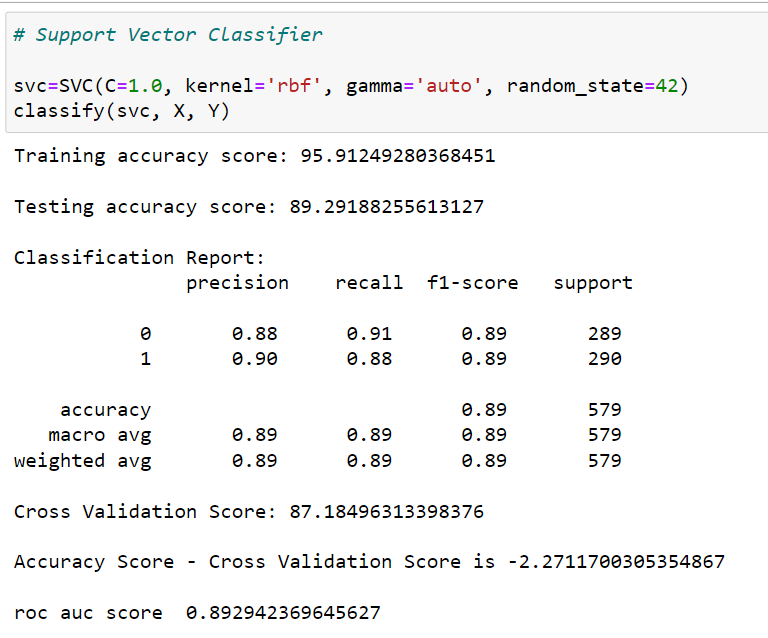 # Support Vector Classifier
svc=SVC(C=1.0, kernel='rbf', gamma='auto', random_state=42)
classify(svc, X, Y)
Training accuracy score: 95.91249280368451
Testing accuracy score: 89.29188255613127
Classification Report:
precision recall f1-score support
0 0.88 0.91 0.89 289
1 0.90 0.88 0.89 290
accuracy 0.89 579
macro avg 0.89 0.89 0.89 579
weighted avg 0.89 0.89 0.89 579
Cross Validation Score: 87.18496313398376
Accuracy Score - Cross Validation Score is -2.2711700305354867
roc auc score 0.892942369645627